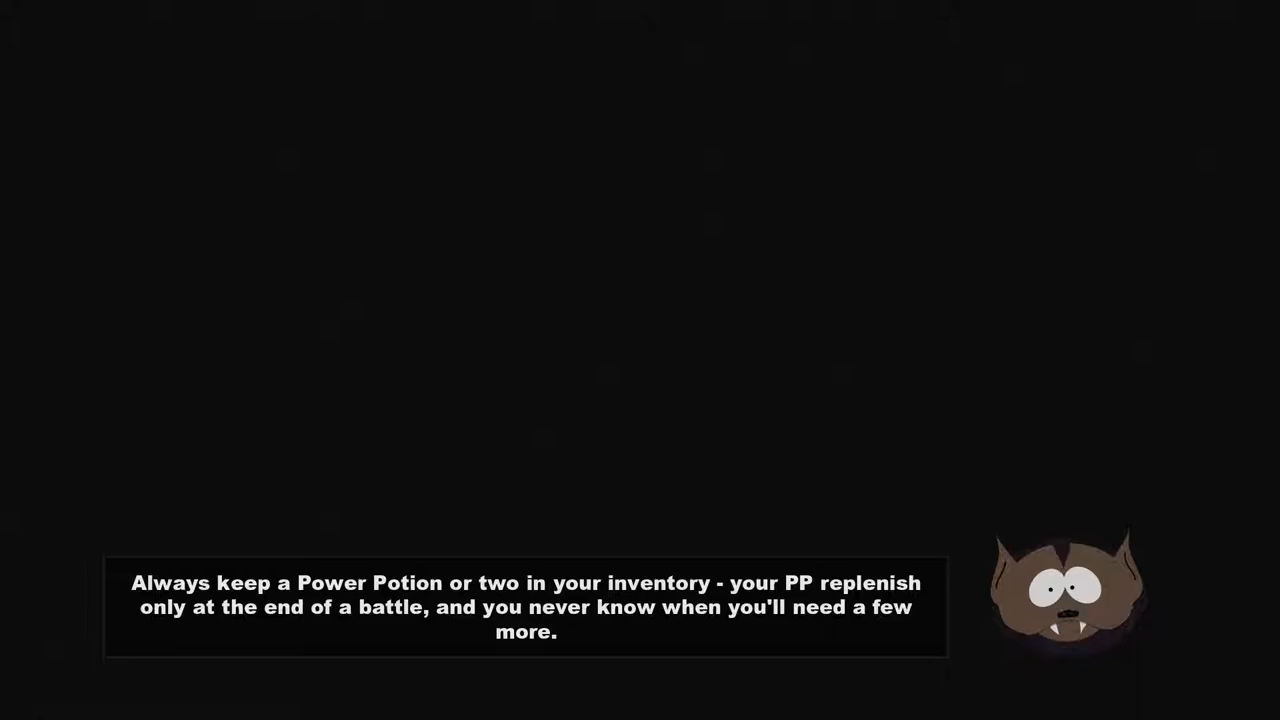 Always keep a Power Potion or two in your inventory - your PP replenish
only at the end of a battle, and you never know when you'll need a few
more.